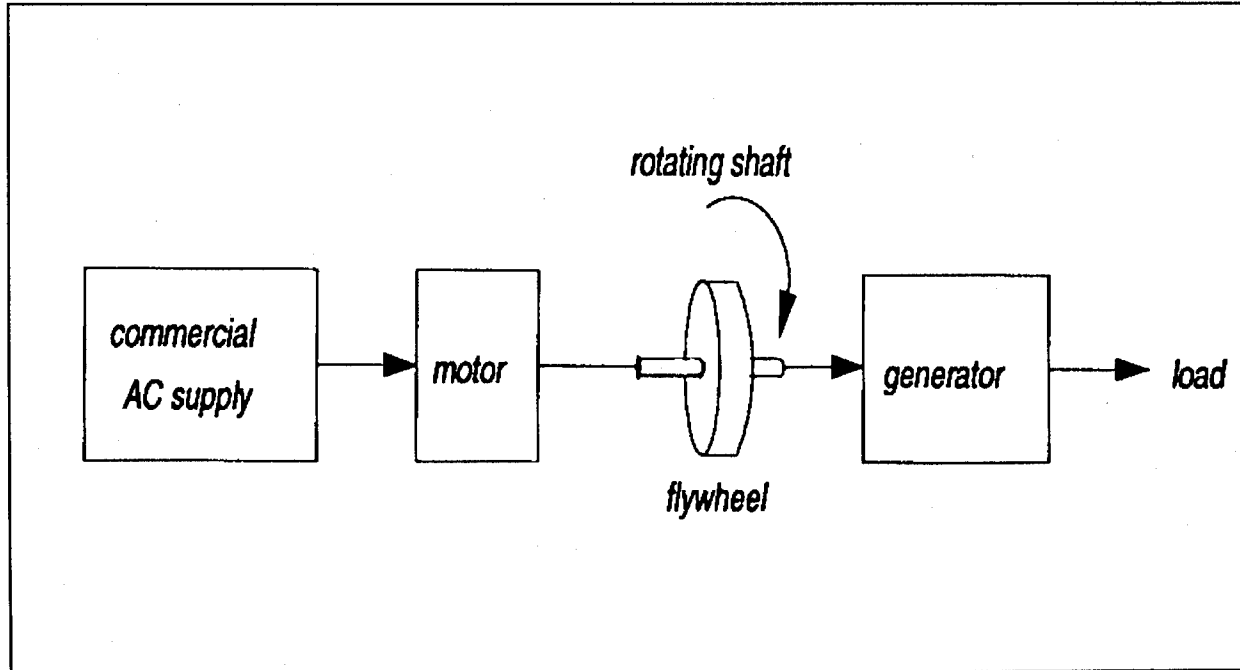 rotating shaft
commercial
AC supply
motor
generator
load
flywheel